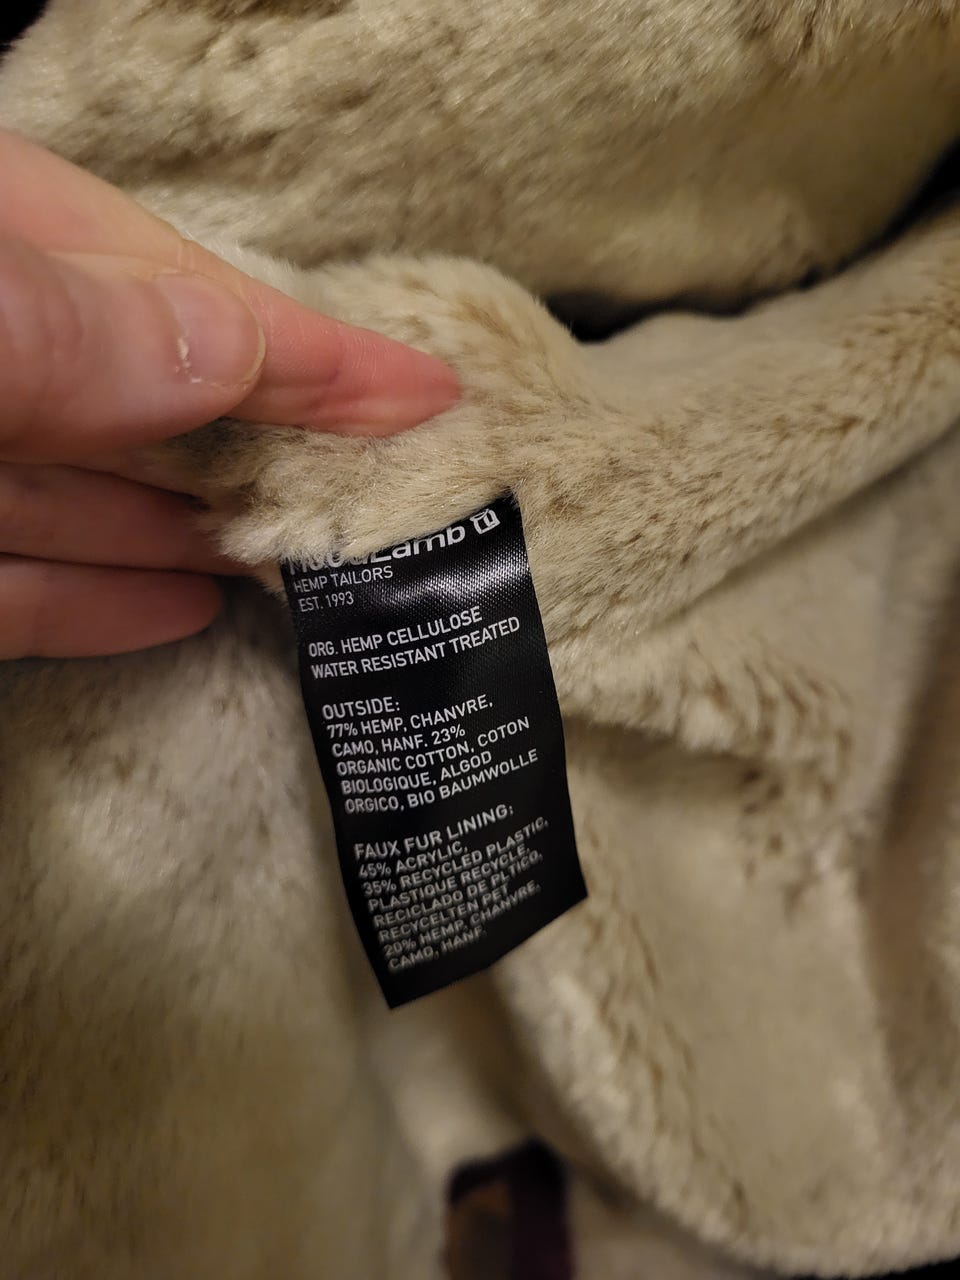 HoodLamb
HEMP TAILORS
EST. 1993
ORG. HEMP CELLULOSE
WATER RESISTANT TREATED
OUTSIDE:
77% HEMP, CHANVRE,
CAMO, HANF. 23%
ORGANIC COTTON, COTON
BIOLOGIQUE, ALGOD
ORGICO, BIO BAUMWOLLE
FAUX FUR LINING:
45% ACRYLIC,
35% RECYCLED PLASTIC,
PLASTIQUE RECYCLE,
RECICLADO DE PLTICO,
RECYCELTEN PET
20% HEMP, CHANVRE,
CAMO, HANF.